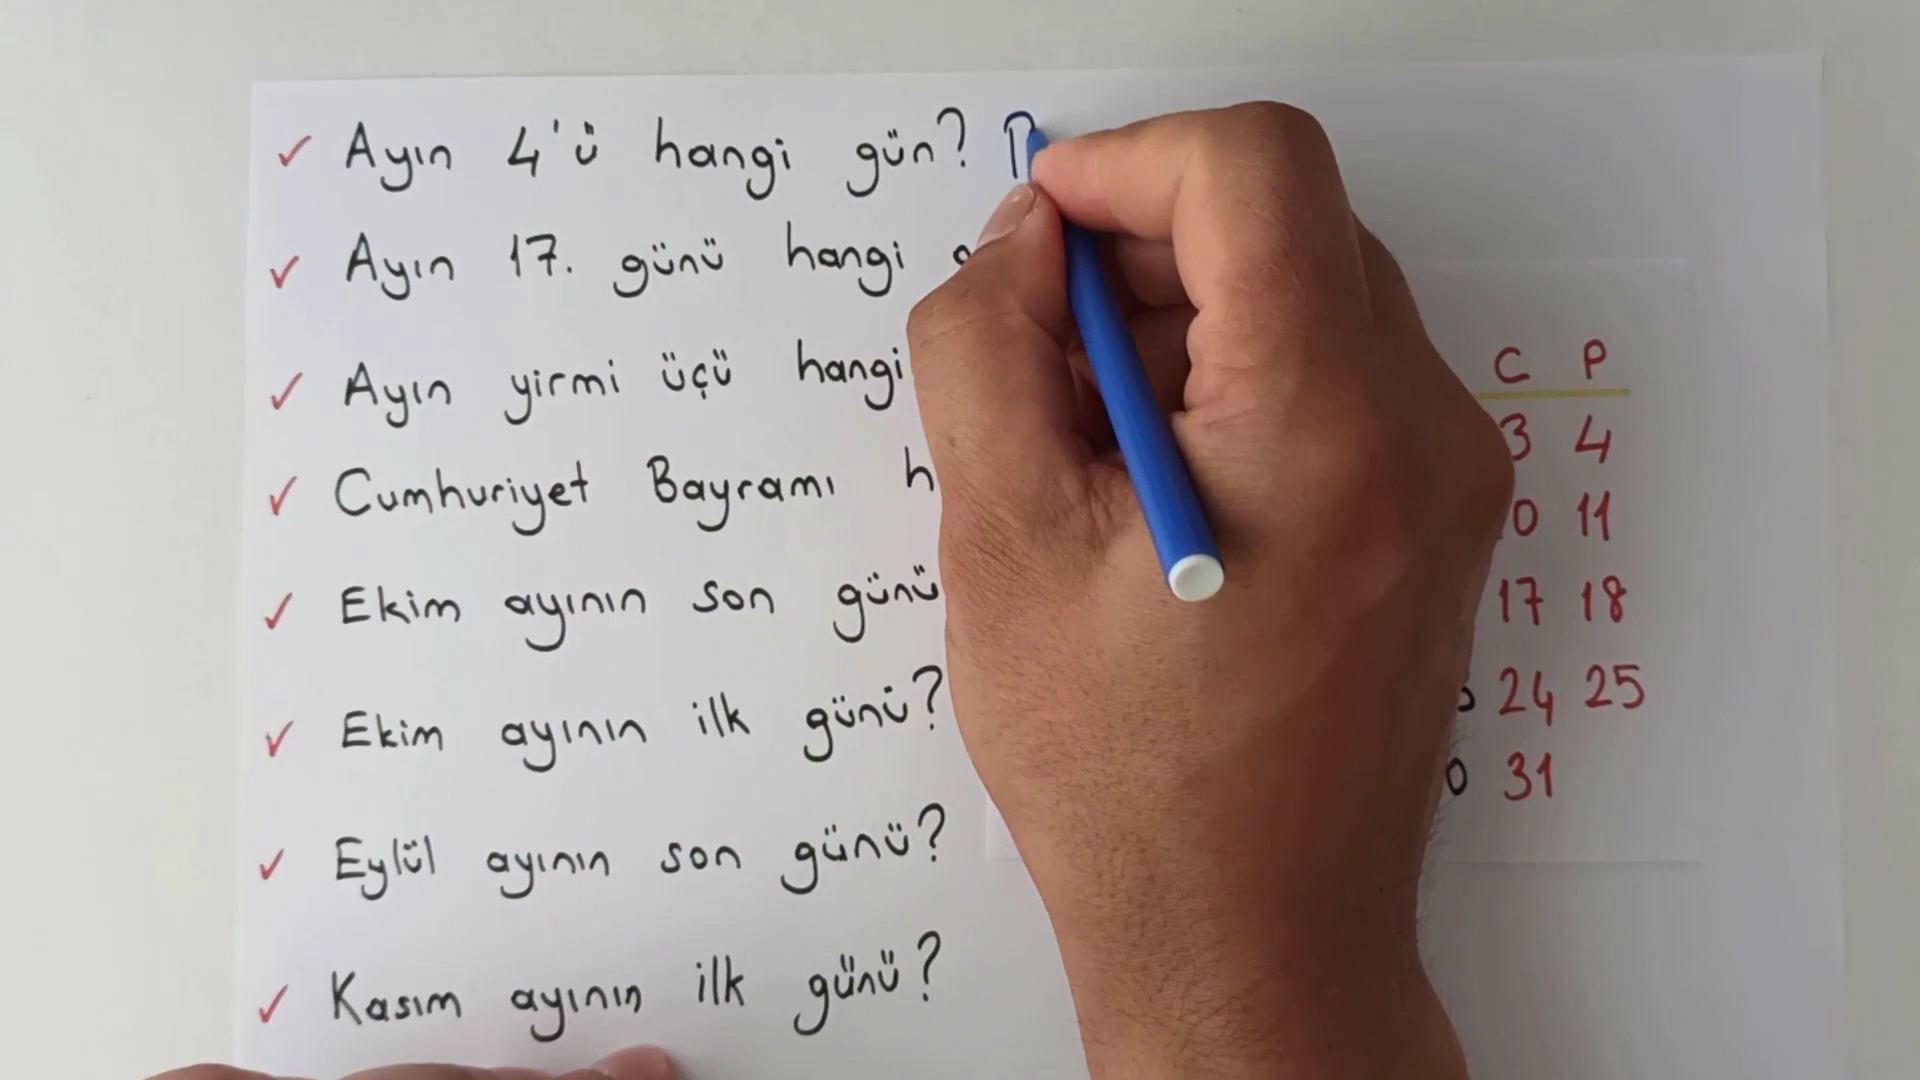 Ayın 4'ü hangi gün? P
Ayın 17. günü hangi
Ayın yirmi üçü hangi
Cumhuriyet Bayramı
Ekim ayının son günü
Ekim ayının ilk günü?
Eylül ayının son günü?
Kasım ayının ilk günü?
C P
3 4
0 11
17 18
24 25
0 31